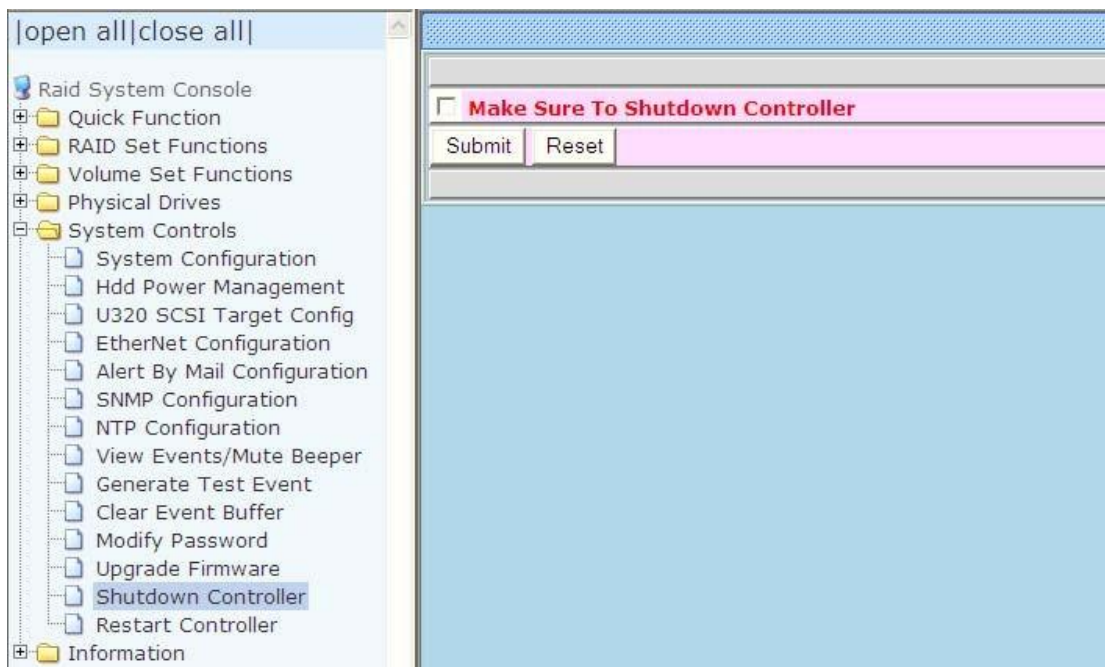 |open all|close all|
Raid System Console
Quick Function
RAID Set Functions
Volume Set Functions
Physical Drives
System Controls
System Configuration
Hdd Power Management
U320 SCSI Target Config
EtherNet Configuration
Alert By Mail Configuration
SNMP Configuration
NTP Configuration
View Events/Mute Beeper
Generate Test Event
Clear Event Buffer
Modify Password
Upgrade Firmware
Shutdown Controller
Restart Controller
Information
Make Sure To Shutdown Controller
Submit Reset